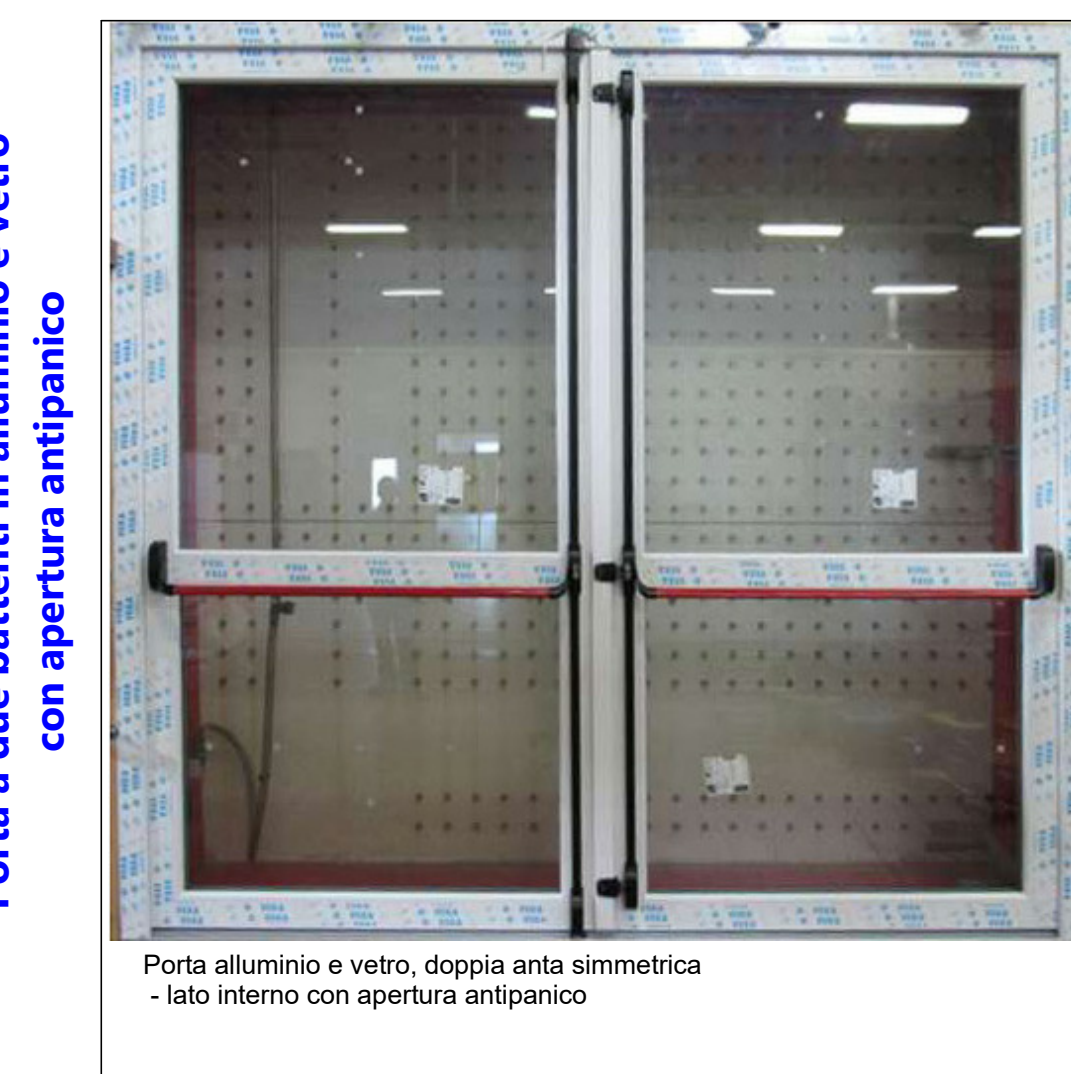 Porta a due battenti in alluminio e vetro
con apertura antipanico
Porta alluminio e vetro, doppia anta simmetrica
- lato interno con apertura antipanico